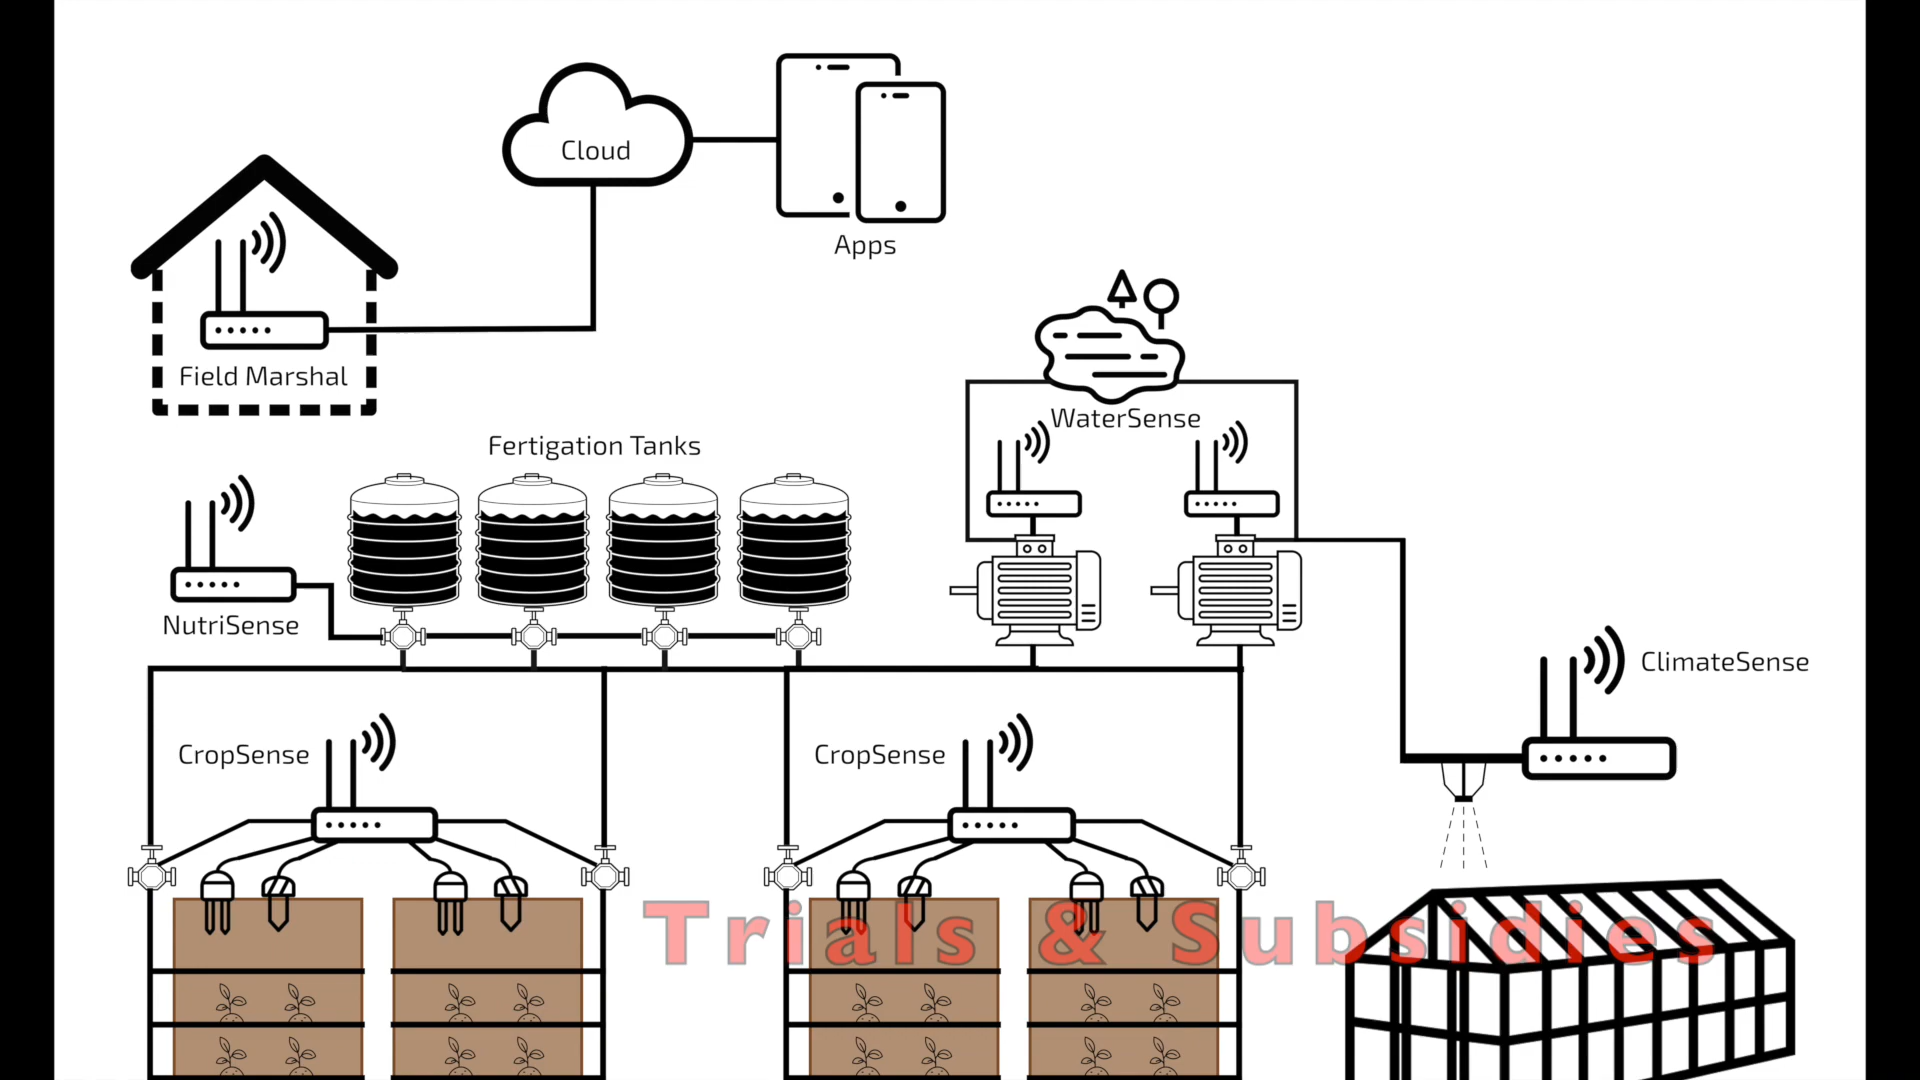 Cloud
Apps
Field Marshal
WaterSense
Fertigation Tanks
NutriSense
ClimateSense
CropSense
CropSense
Trials & Subsidies